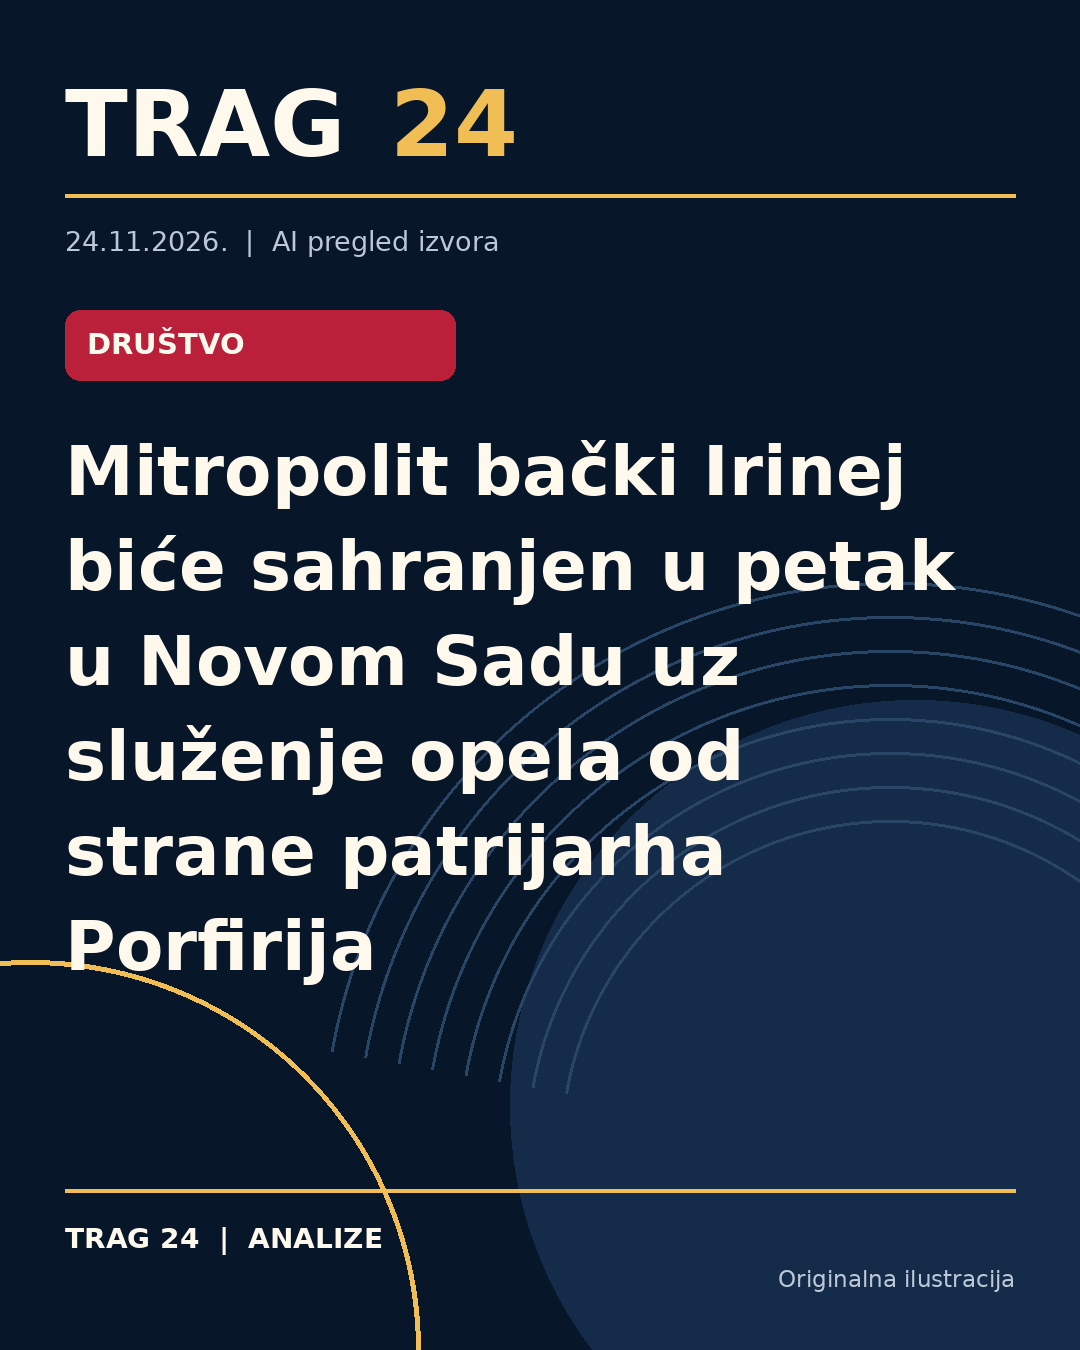 TRAG 24
24.11.2026. | AI pregled izvora
DRUŠTVO
Mitropolit bački Irinej
biće sahranjen u petak
u Novom Sadu uz
služenje opela od
strane patrijarha
Porfirija
TRAG 24 | ANALIZE
Originalna ilustracija